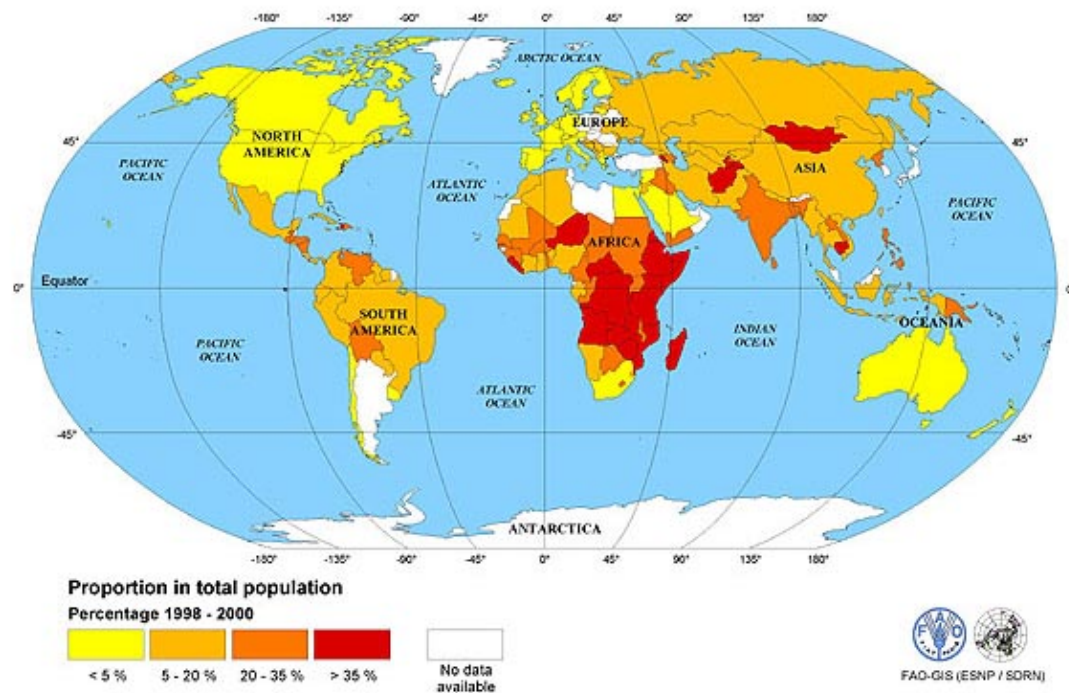 -180° -135° -90° -45° 0° 45° 90° 135° 180°
ARCTIC OCEAN
EUROPE
45° NORTH AMERICA ASIA 45°
PACIFIC OCEAN
ATLANTIC OCEAN
PACIFIC OCEAN
AFRICA
Equator
0° 0°
SOUTH AMERICA
OCEANIA
INDIAN OCEAN
PACIFIC OCEAN
ATLANTIC OCEAN
-45° -45°
ANTARCTICA
-180° -135° -90° -45° 0° 45° 90° 135° 180°
Proportion in total population
Percentage 1998 - 2000
< 5 % 5 - 20 % 20 - 35 % > 35 % No data available
F A O
FIAT PANIS
FAO-GIS (ESNP / SDRN)